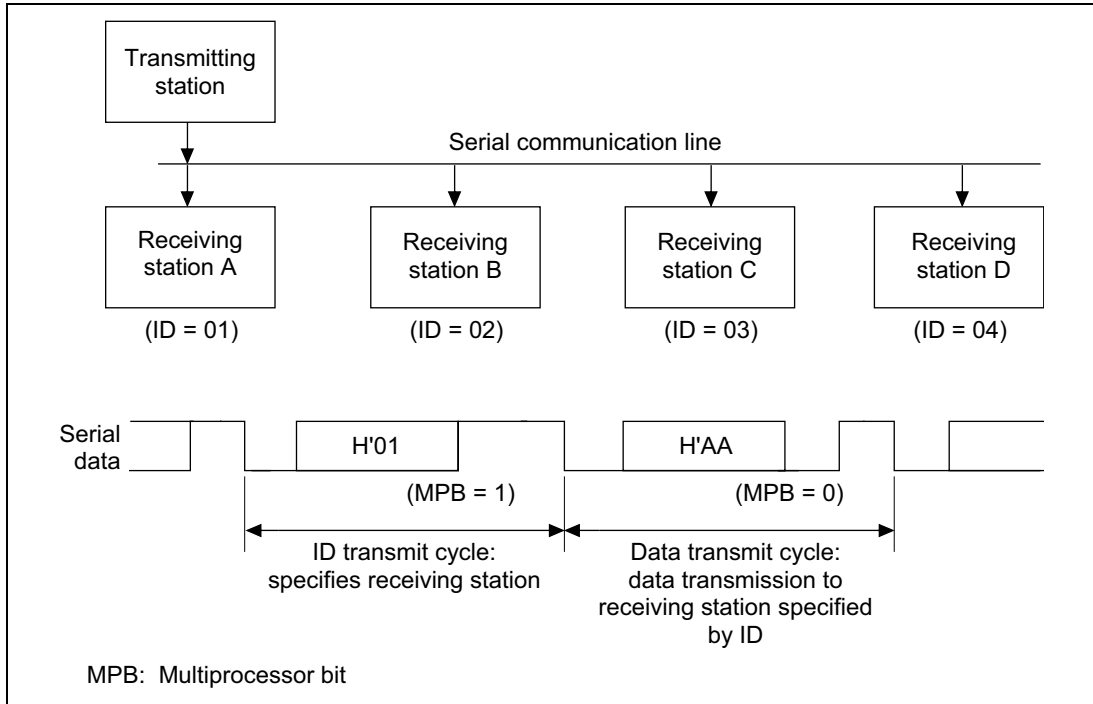 Transmitting
station
Serial communication line
Receiving
station A
Receiving
station B
Receiving
station C
Receiving
station D
(ID = 01)
(ID = 02)
(ID = 03)
(ID = 04)
Serial
data
H'01
H'AA
(MPB = 1)
(MPB = 0)
ID transmit cycle:
specifies receiving station
Data transmit cycle:
data transmission to
receiving station specified
by ID
MPB: Multiprocessor bit